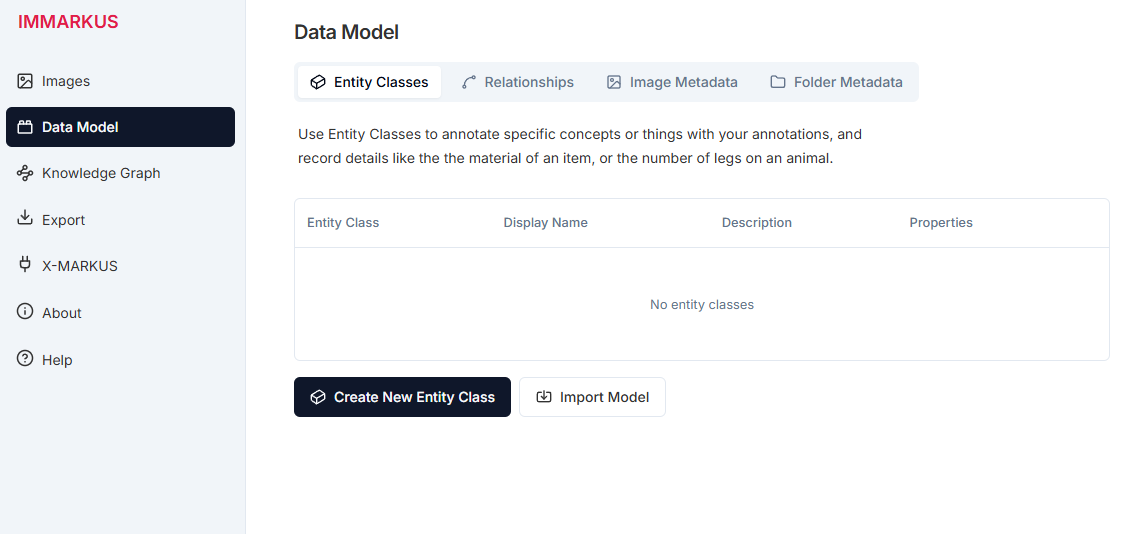 IMMARKUS
Images
Data Model
Knowledge Graph
Export
X-MARKUS
About
Help
Data Model
Entity Classes Relationships Image Metadata Folder Metadata
Use Entity Classes to annotate specific concepts or things with your annotations, and
record details like the the material of an item, or the number of legs on an animal.
Entity Class Display Name Description Properties
No entity classes
Create New Entity Class Import Model